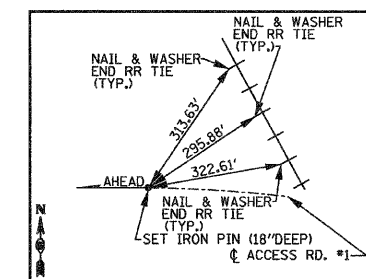 NAIL & WASHER
END RR TIE
(TYP.)
NAIL & WASHER
END RR TIE
(TYP.)
313.63'
295.88'
322.61'
AHEAD
NAIL & WASHER
END RR TIE
(TYP.)
SET IRON PIN (18"DEEP)
℄ ACCESS RD. #1
N